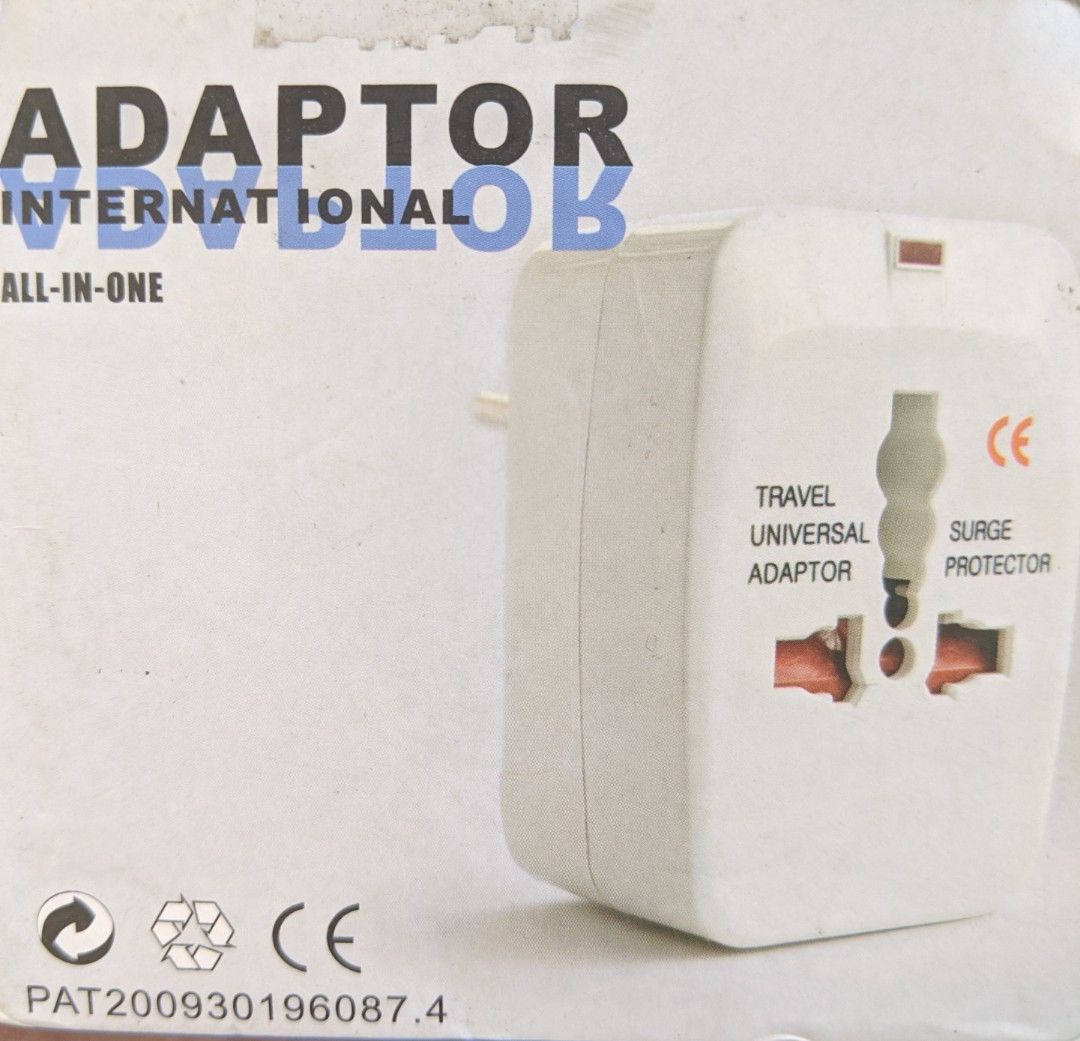 ADAPTOR
INTERNATIONAL
ALL-IN-ONE
TRAVEL
UNIVERSAL
ADAPTOR
SURGE
PROTECTOR
CE
CE
PAT200930196087.4